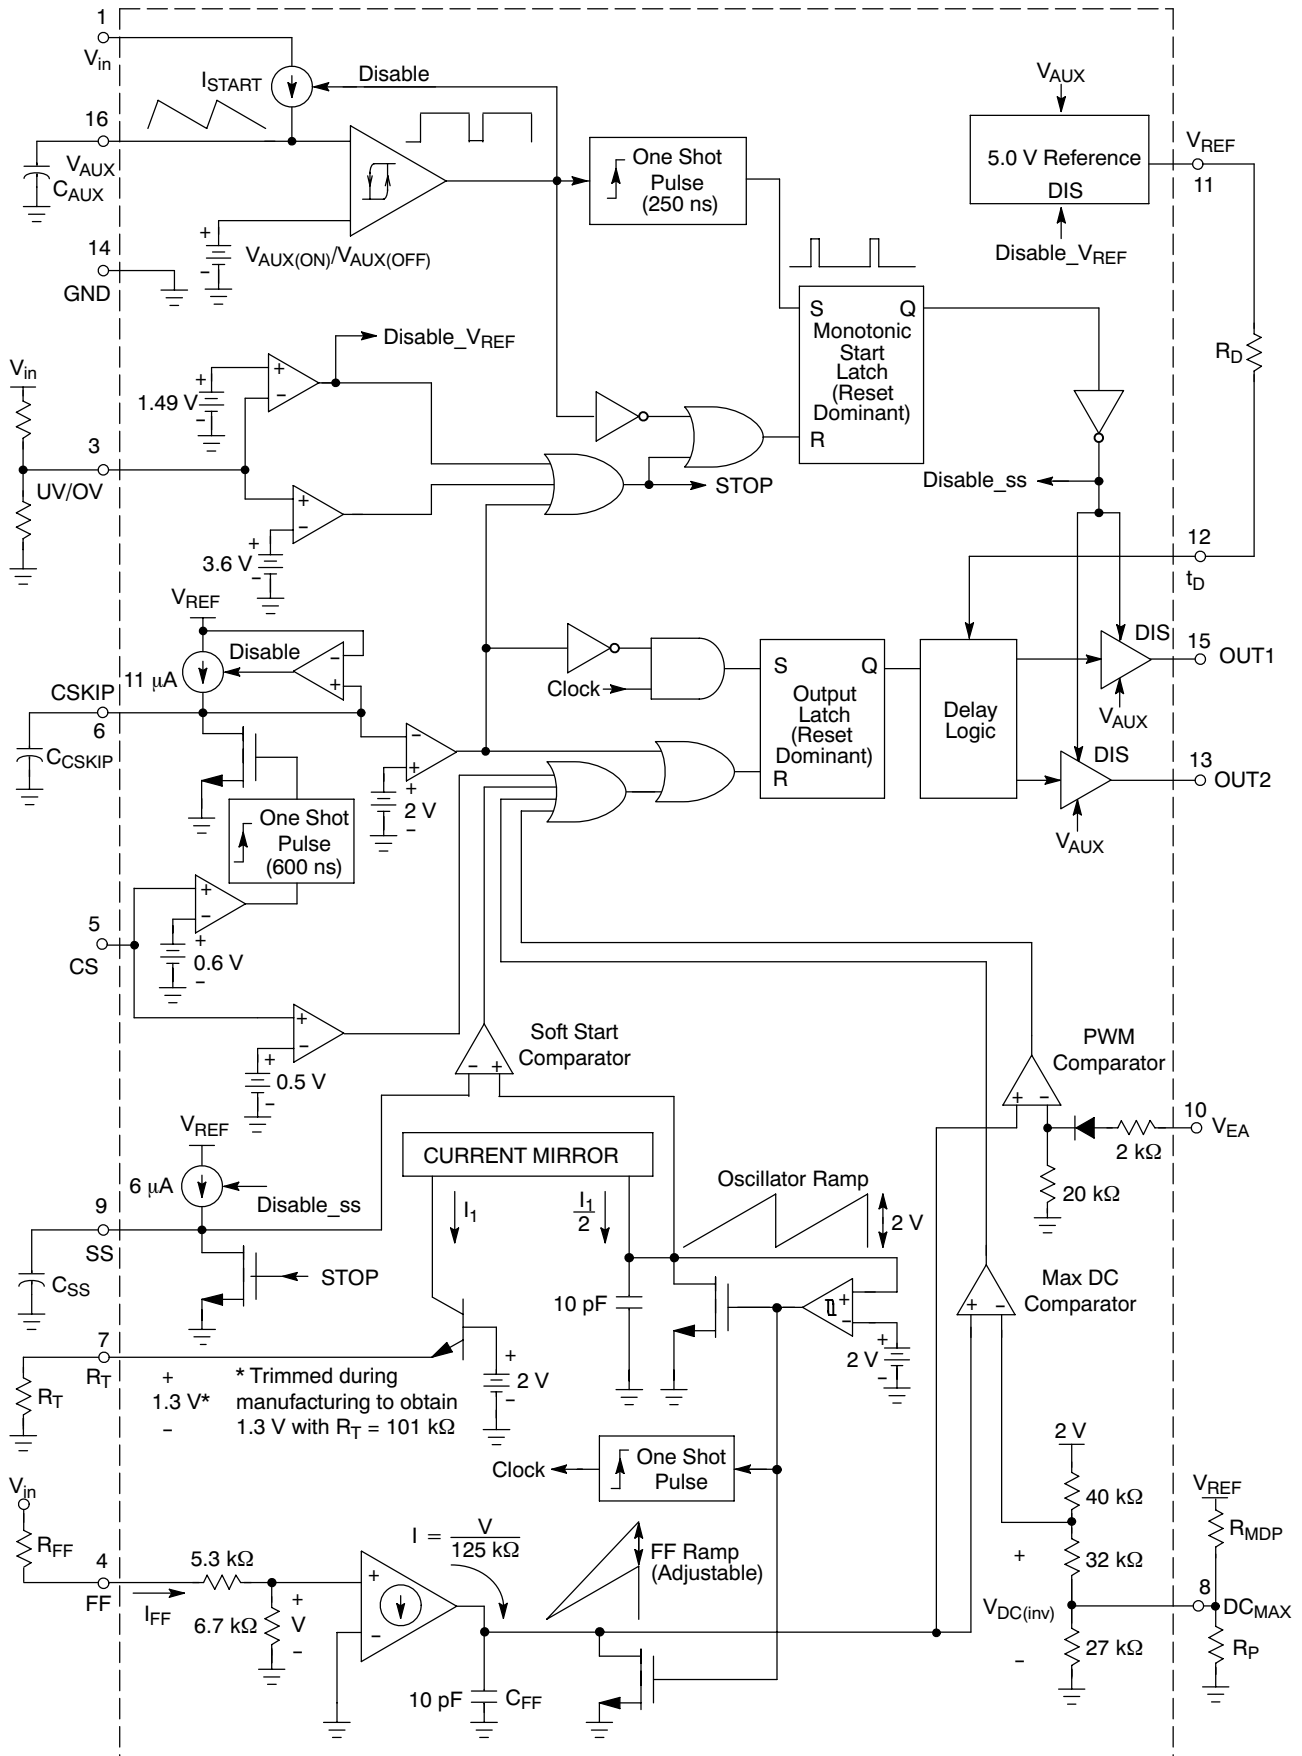 1
Vin
ISTART
Disable
VAUX
16
VAUX
CAUX
One Shot
Pulse
(250 ns)
5.0 V Reference
DIS
VREF
11
Disable_VREF
14
GND
+
−
VAUX(ON)/VAUX(OFF)
S
Q
Monotonic
Start
Latch
(Reset
Dominant)
R
RD
Disable_VREF
Vin
1.49 V
+
−
+
−
3
UV/OV
+
−
3.6 V
+
−
STOP
Disable_ss
12
tD
VREF
Disable
−
+
11 μA
CSKIP
6
CCSKIP
−
+
2 V
+
−
Clock
S
Q
Output
Latch
(Reset
Dominant)
R
Delay
Logic
DIS
15
OUT1
VAUX
DIS
13
OUT2
VAUX
One Shot
Pulse
(600 ns)
5
CS
+
−
+
0.6 V
−
+
−
+
0.5 V
−
Soft Start
Comparator
−
+
PWM
Comparator
+
−
10
VEA
2 kΩ
20 kΩ
VREF
6 μA
Disable_ss
9
SS
CSS
STOP
CURRENT MIRROR
I1
I1
2
Oscillator Ramp
2 V
10 pF
+
−
+
2 V
−
Max DC
Comparator
+
−
7
RT
RT
+
1.3 V*
−
* Trimmed during
manufacturing to obtain
1.3 V with RT = 101 kΩ
+
2 V
−
Clock
One Shot
Pulse
2 V
40 kΩ
32 kΩ
+
VDC(inv)
−
27 kΩ
VREF
RMDP
8
DCMAX
RP
Vin
RFF
4
FF
IFF
5.3 kΩ
6.7 kΩ
+
V
−
+
−
I = V
125 kΩ
FF Ramp
(Adjustable)
10 pF
CFF